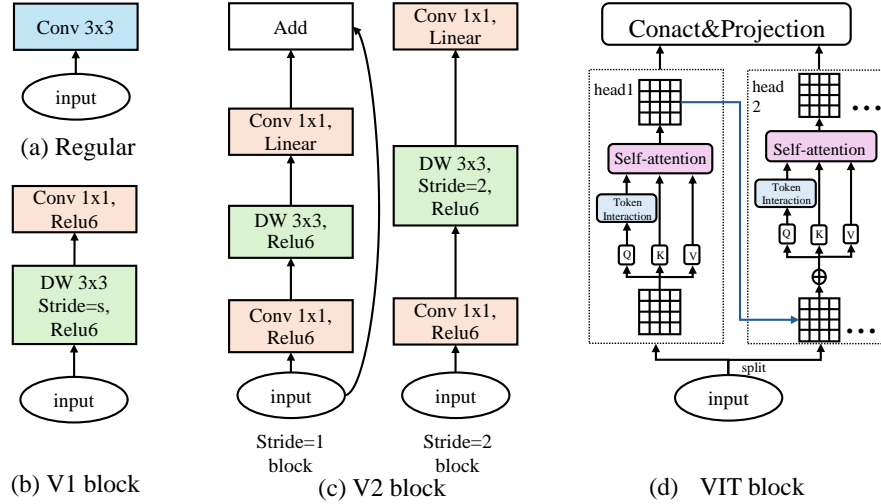 Conv 3x3
input
(a) Regular
Conv 1x1,
Relu6
DW 3x3
Stride=s,
Relu6
input
(b) V1 block
Add
Conv 1x1,
Linear
DW 3x3,
Relu6
Conv 1x1,
Relu6
input
Stride=1
block
Conv 1x1,
Linear
DW 3x3,
Stride=2,
Relu6
Conv 1x1,
Relu6
input
Stride=2
block
(c) V2 block
Conact&Projection
head1
Self-attention
Token
Interaction
Q
K
V
head
2
...
Self-attention
Token
Interaction
Q
K
V
...
split
input
(d) VIT block